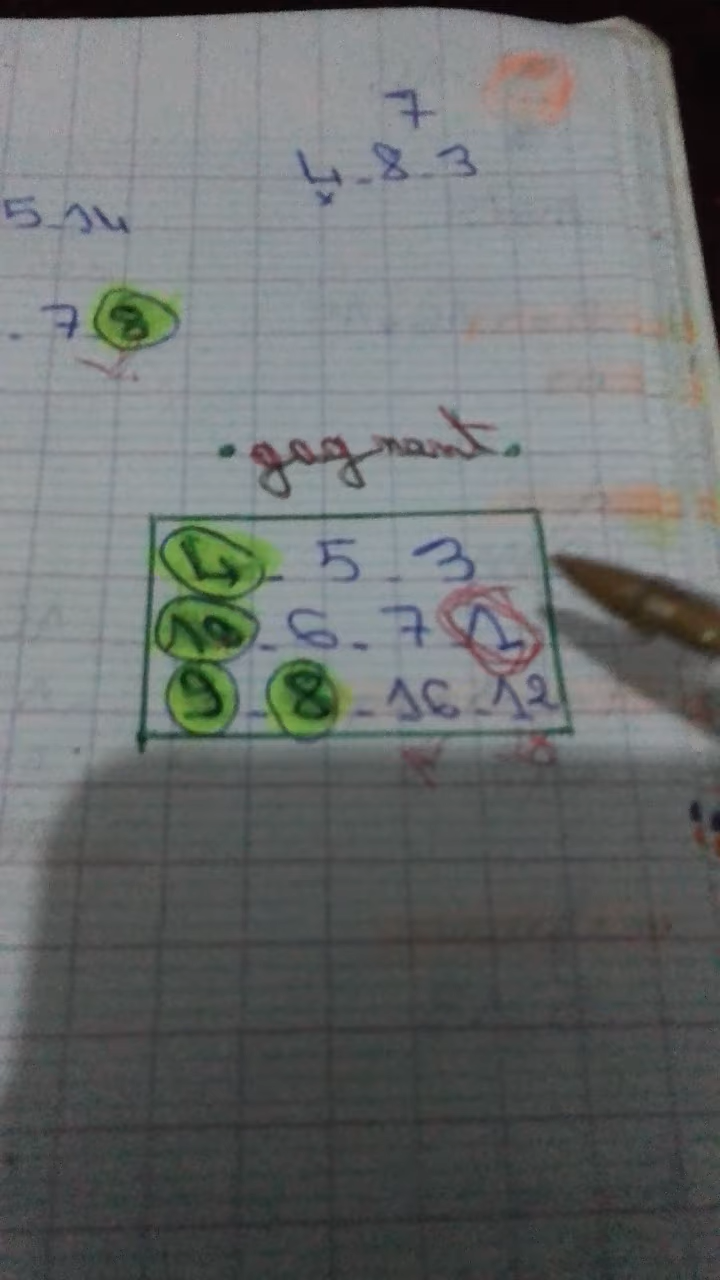 7
4-8-3
x
5-14
. 7 8
• gagnant •
4-5-3
10-6-7 1
9-8-16-12